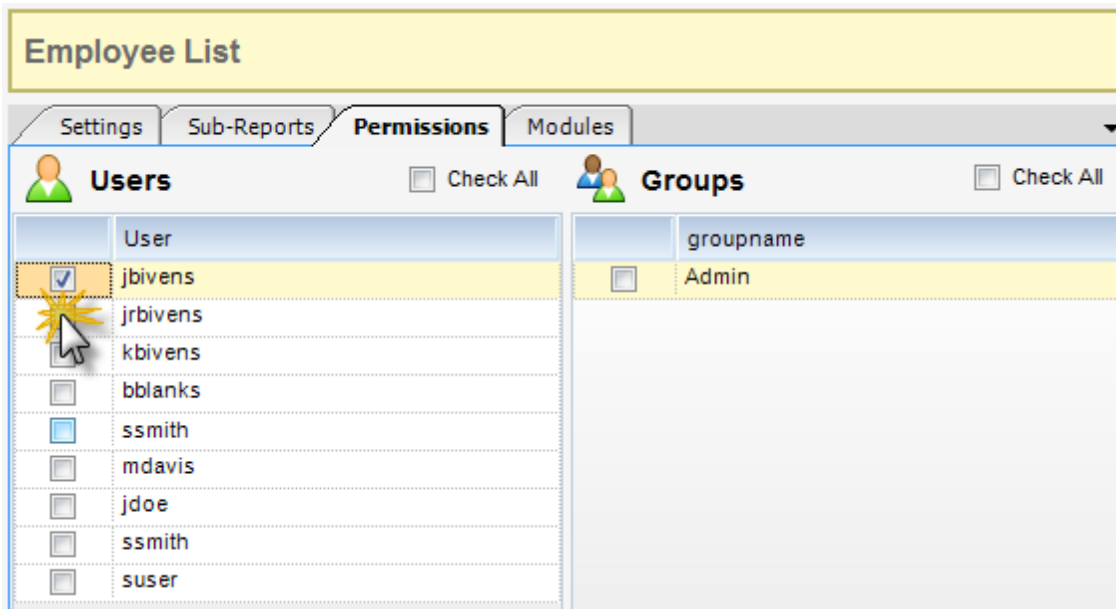 Employee List
Settings Sub-Reports Permissions Modules
Users Check All Groups Check All
User groupname
jbivens Admin
jrbivens
kbivens
bblanks
ssmith
mdavis
jdoe
ssmith
suser